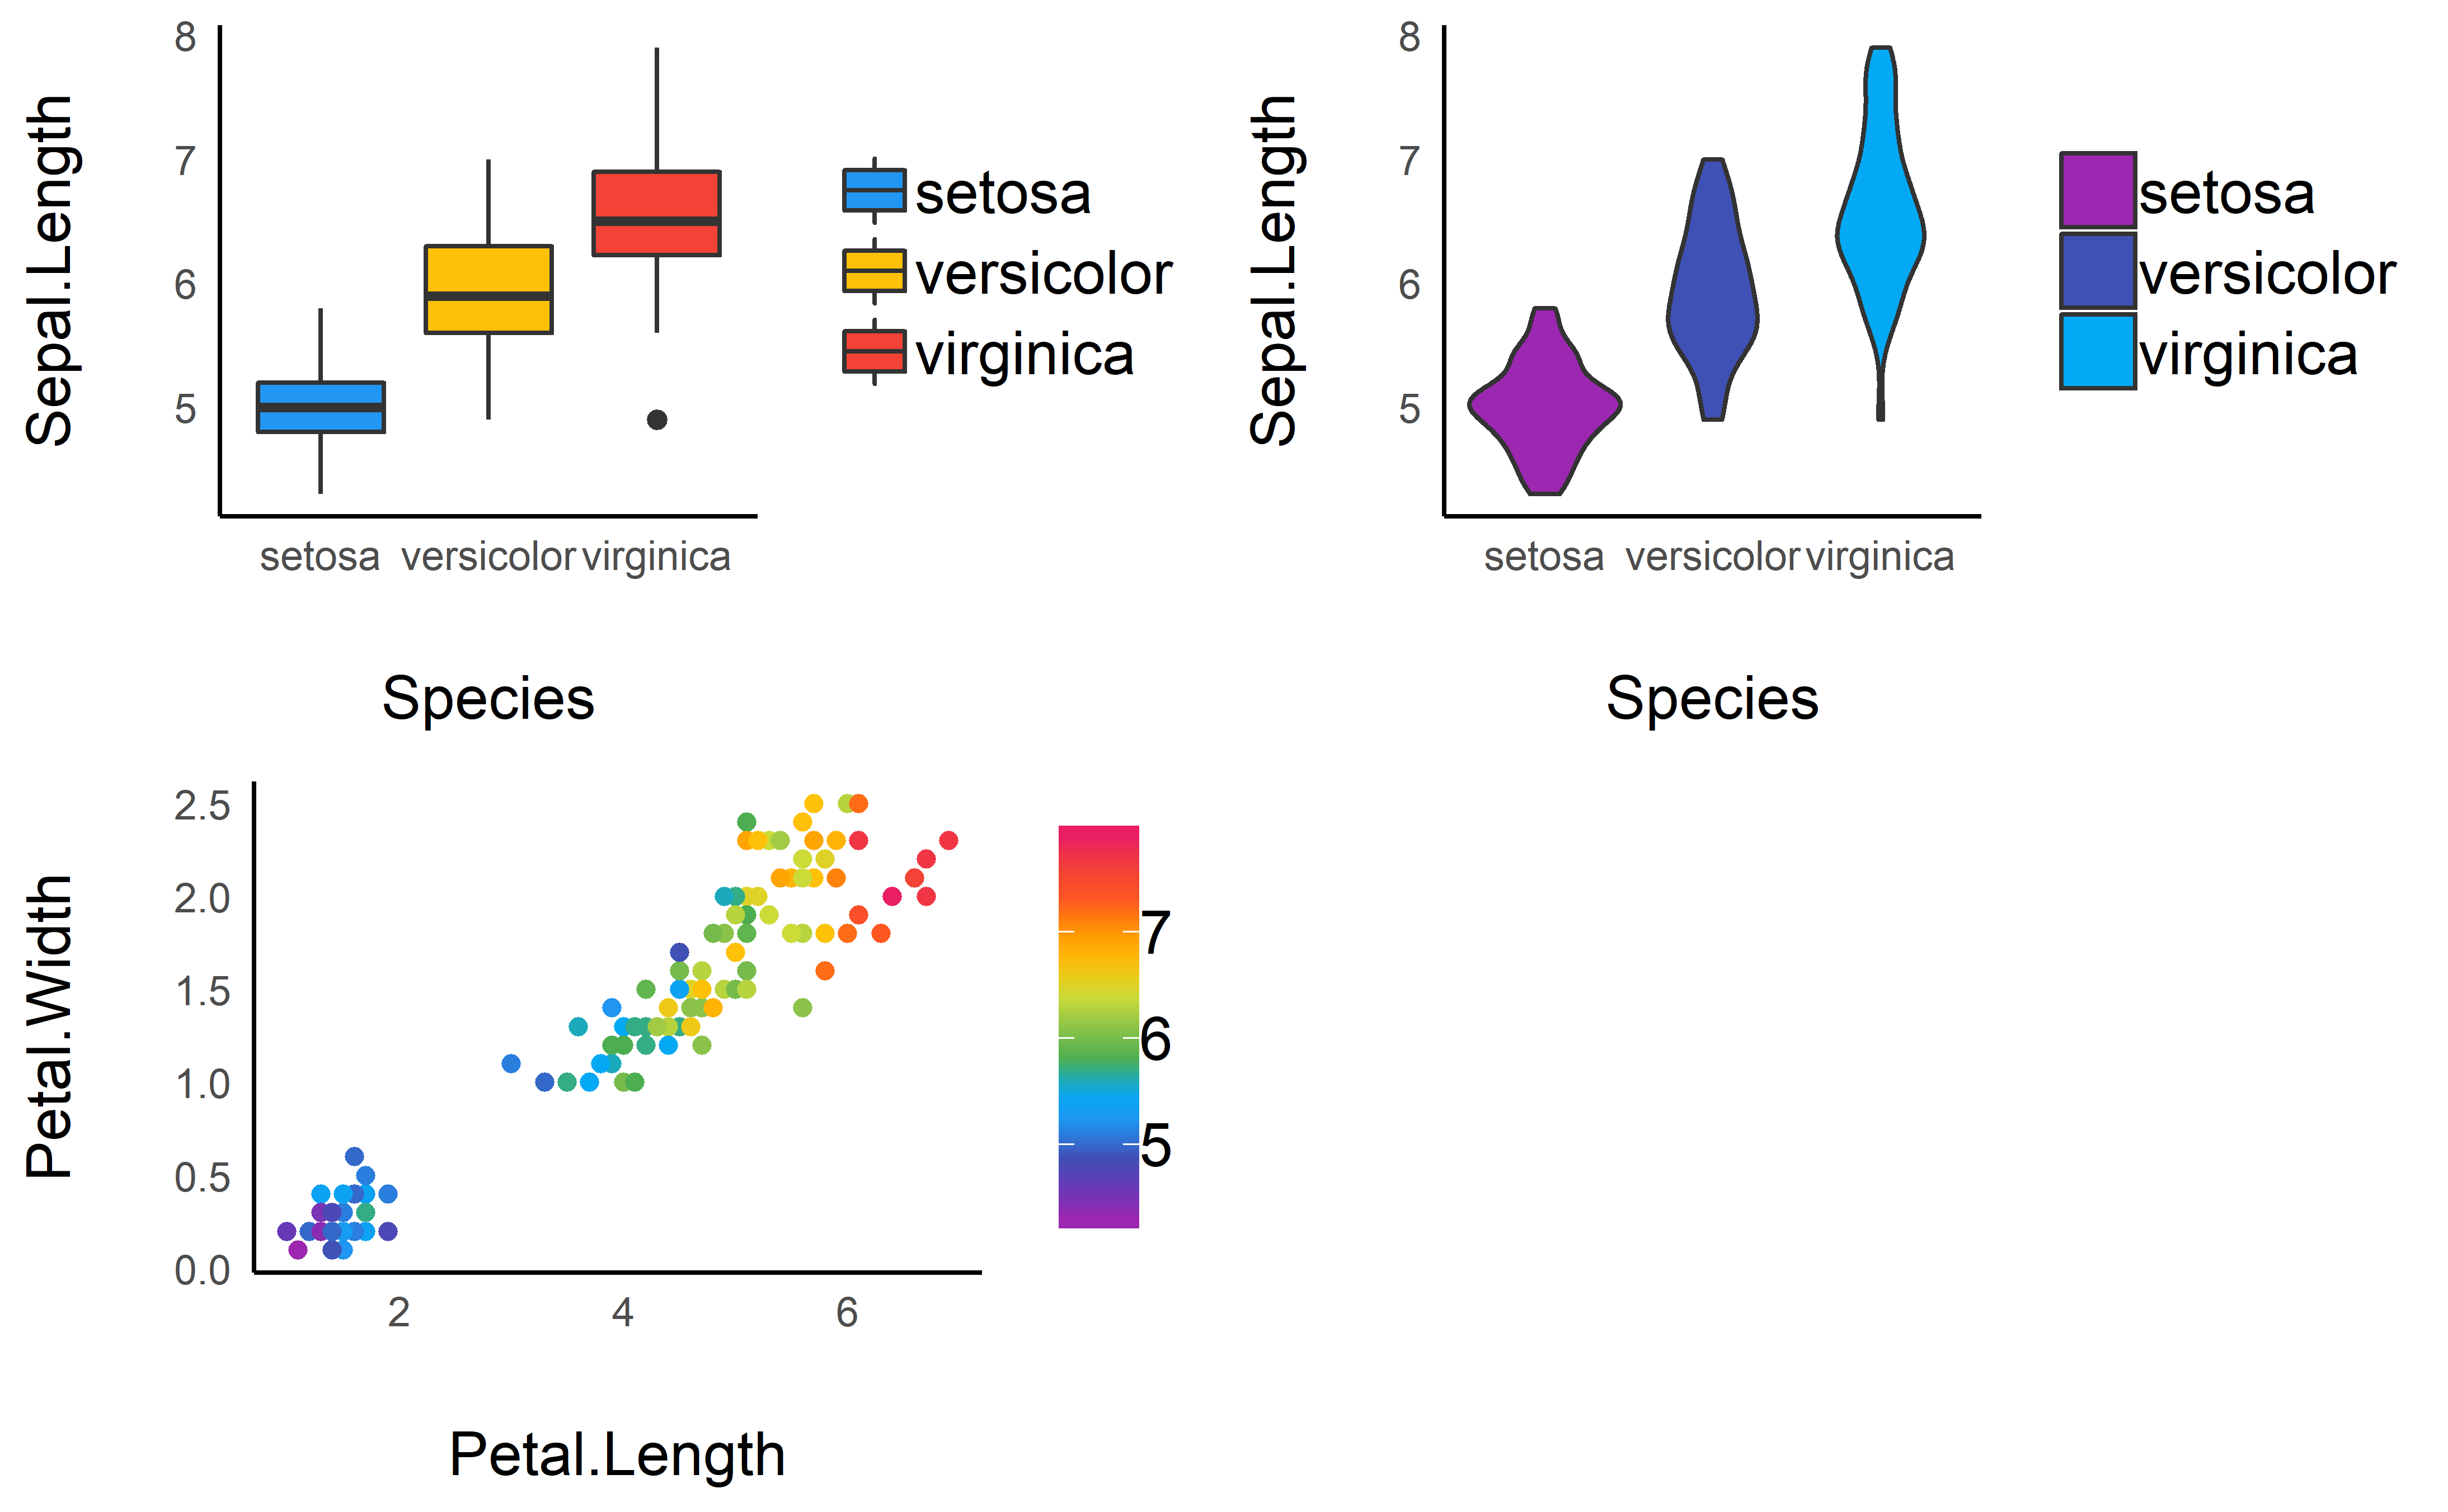 Sepal.Length
8
7
6
5
setosa versicolor virginica
Species
setosa
versicolor
virginica
Sepal.Length
8
7
6
5
setosa versicolor virginica
Species
setosa
versicolor
virginica
Petal.Width
2.5
2.0
1.5
1.0
0.5
0.0
2 4 6
Petal.Length
7
6
5